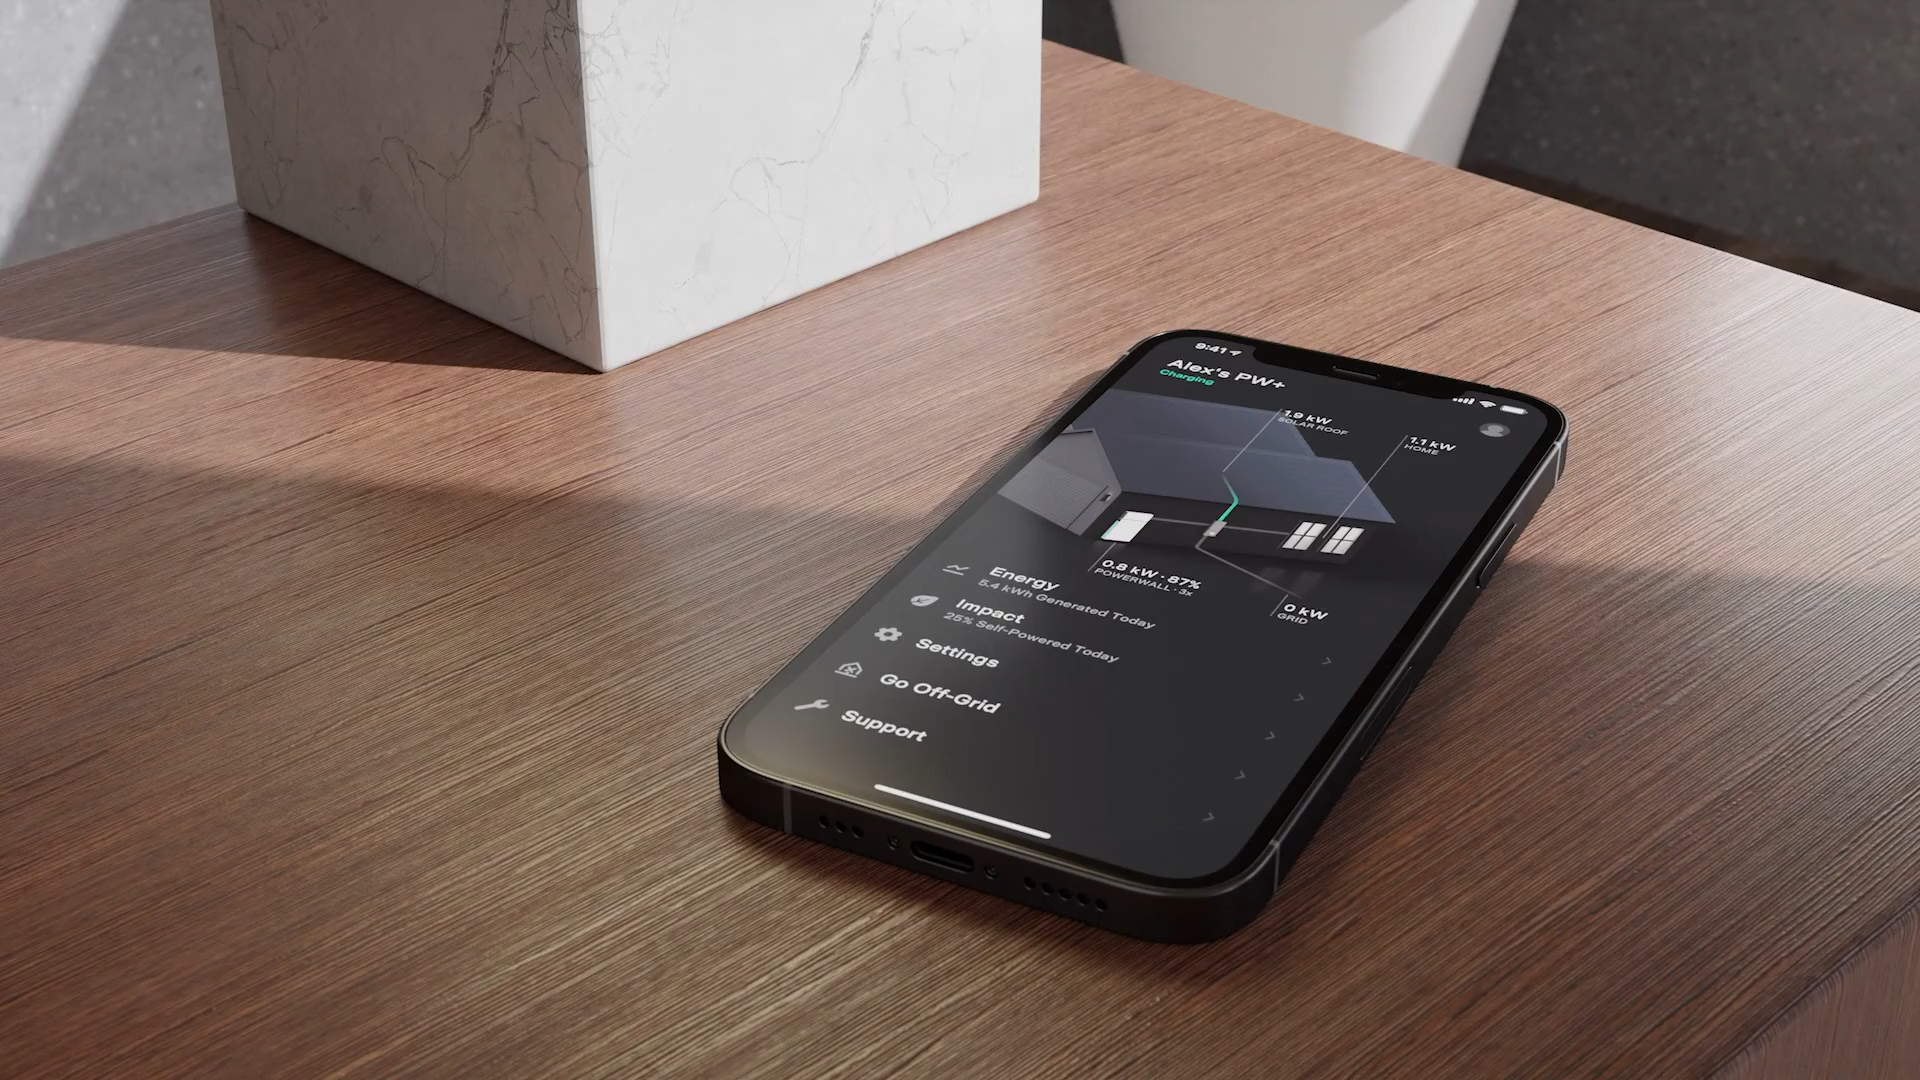 9:41
Alex's PW+
Charging
1.9 kW
SOLAR ROOF
1.1 kW
HOME
0.8 kW · 87%
POWERWALL · 3x
0 kW
GRID
Energy
5.4 kWh Generated Today
Impact
25% Self-Powered Today
Settings
Go Off-Grid
Support